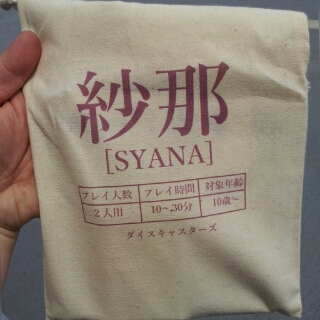 紗那
[SYANA]
プレイ人数 プレイ時間 対象年齢
2人用 10〜30分 10歳〜
ダイスキャスターズ